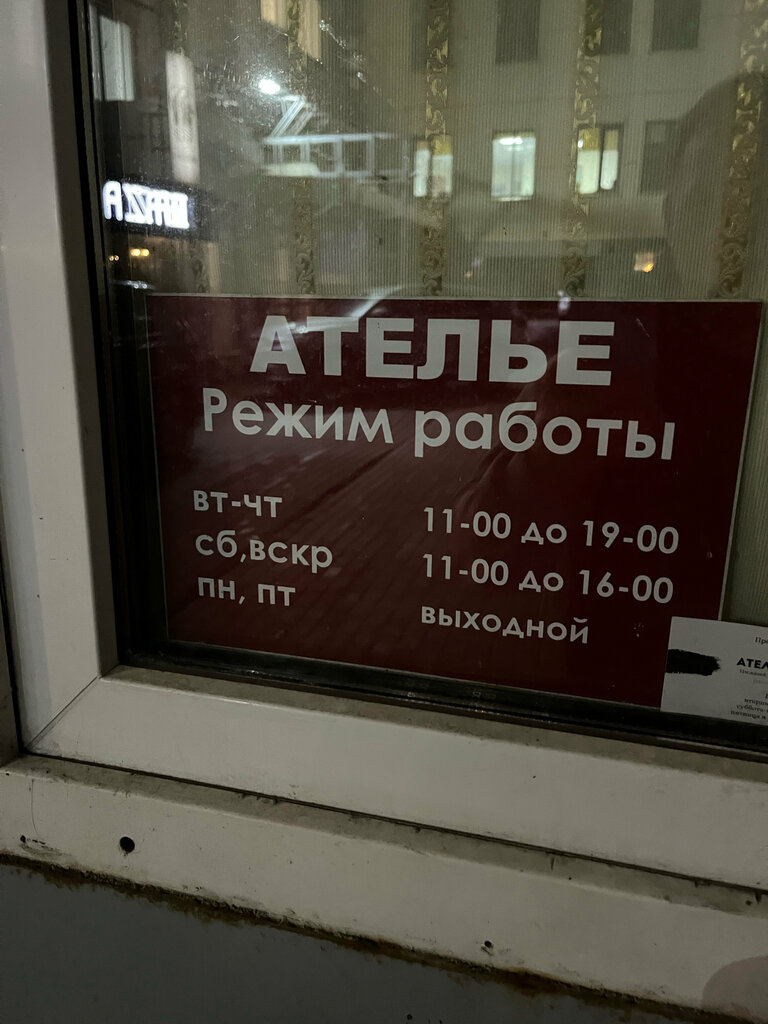 АТЕЛЬЕ
Режим работы
вт-чт 11-00 до 19-00
сб,вскр 11-00 до 16-00
пн, пт выходной